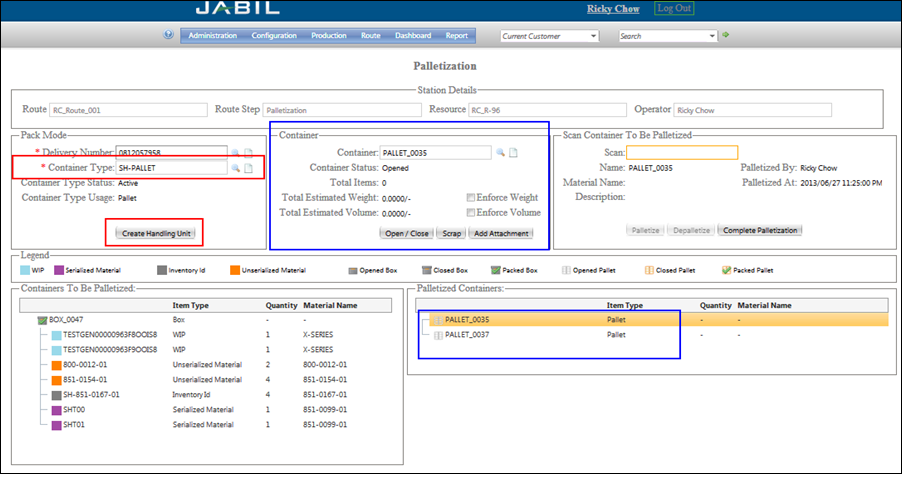 JABIL
Ricky Chow Log Out
Administration Configuration Production Route Dashboard Report Current Customer Search
Palletization
Station Details
Route RC_Route_001 Route Step Palletization Resource RC_R-96 Operator Ricky Chow
Pack Mode
* Delivery Number: 0812057958
* Container Type: SH-PALLET
Container Type Status: Active
Container Type Usage: Pallet
Create Handling Unit
Container
Container: PALLET_0035
Container Status: Opened
Total Items: 0
Total Estimated Weight: 0.0000/- Enforce Weight
Total Estimated Volume: 0.0000/- Enforce Volume
Open / Close Scrap Add Attachment
Scan Container To Be Palletized
Scan:
Name: PALLET_0035 Palletized By: Ricky Chow
Material Name: Palletized At: 2013/06/27 11:25:00 PM
Description:
Palletize Depalletize Complete Palletization
Legend
WIP Serialized Material Inventory Id Unserialized Material Opened Box Closed Box Packed Box Opened Pallet Closed Pallet Packed Pallet
Containers To Be Palletized:
Item Type Quantity Material Name
BOX_0047 Box - -
TESTGEN00000963F8OOIS8 WIP 1 X-SERIES
TESTGEN00000963F9OOIS8 WIP 1 X-SERIES
800-0012-01 Unserialized Material 2 800-0012-01
851-0154-01 Unserialized Material 4 851-0154-01
SH-851-0167-01 Inventory Id 4 851-0167-01
SHT00 Serialized Material 1 851-0099-01
SHT01 Serialized Material 1 851-0099-01
Palletized Containers:
Item Type Quantity Material Name
PALLET_0035 Pallet - -
PALLET_0037 Pallet - -